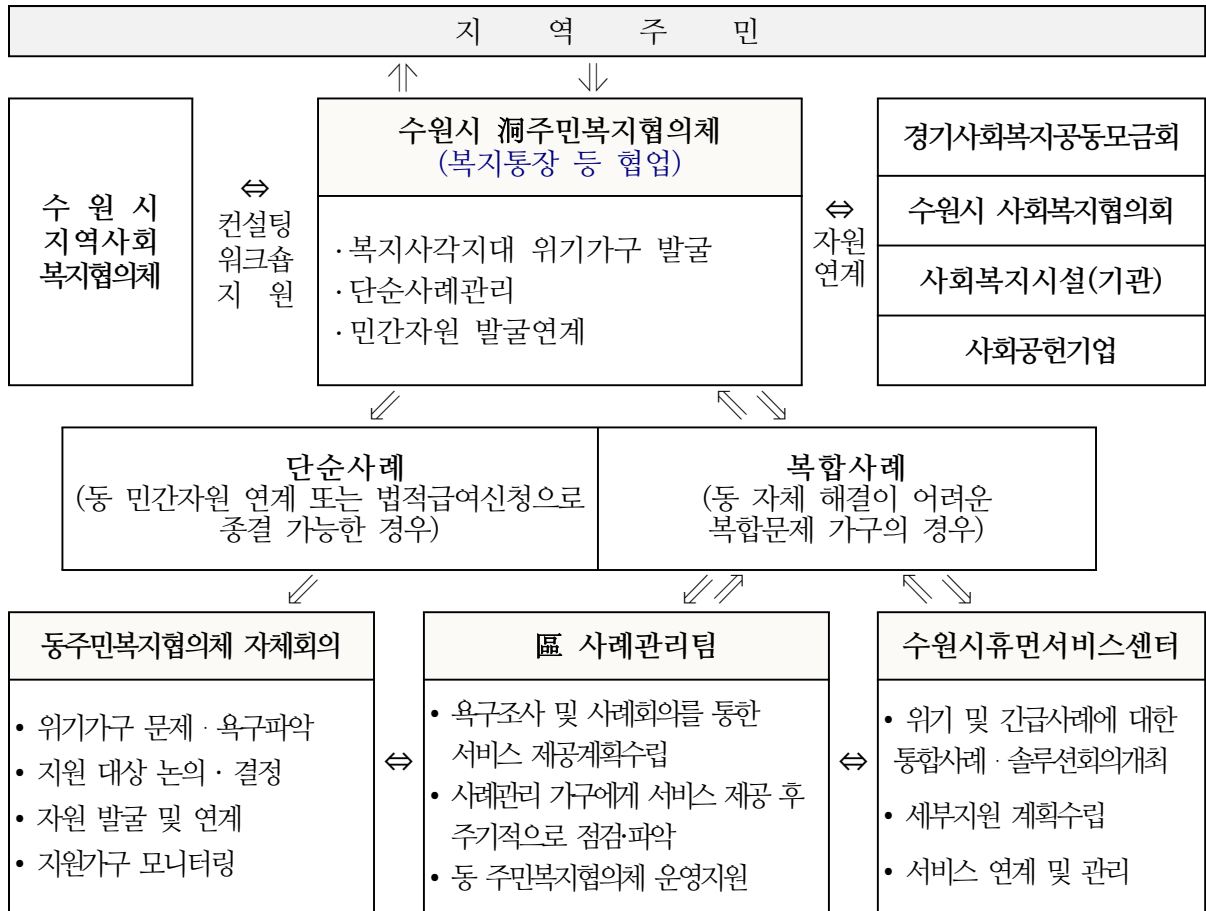 지 역 주 민
⇑ ⇓
수 원 시
지역사회
복지협의체
⇔
컨설팅
워크숍
지 원
수원시 洞주민복지협의체
(복지통장 등 협업)
· 복지사각지대 위기가구 발굴
· 단순사례관리
· 민간자원 발굴연계
⇔
자원
연계
경기사회복지공동모금회
수원시 사회복지협의회
사회복지시설(기관)
사회공헌기업
단순사례
(동 민간자원 연계 또는 법적급여신청으로
종결 가능한 경우)
복합사례
(동 자체 해결이 어려운
복합문제 가구의 경우)
동주민복지협의체 자체회의
• 위기가구 문제 · 욕구파악
• 지원 대상 논의 · 결정
• 자원 발굴 및 연계
• 지원가구 모니터링
⇔
區 사례관리팀
• 욕구조사 및 사례회의를 통한
서비스 제공계획수립
• 사례관리 가구에게 서비스 제공 후
주기적으로 점검·파악
• 동 주민복지협의체 운영지원
⇔
수원시휴먼서비스센터
• 위기 및 긴급사례에 대한
통합사례 · 솔루션회의개최
• 세부지원 계획수립
• 서비스 연계 및 관리